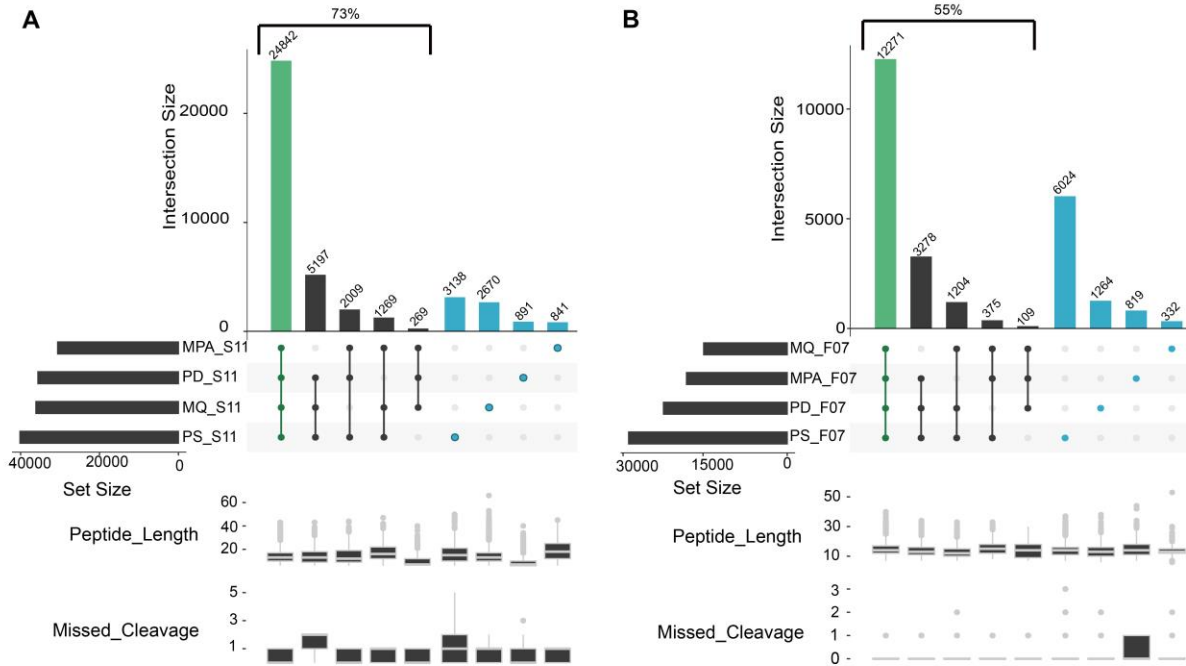 A
73%
24842
20000
10000
0
Intersection Size
5197
2009
1269
269
3138
2670
891
841
MPA_S11
PD_S11
MQ_S11
PS_S11
40000 20000 0
Set Size
Peptide_Length
60
40
20
Missed_Cleavage
5
3
1
B
55%
12271
10000
5000
0
Intersection Size
3278
1204
375
109
6024
1264
819
332
MQ_F07
MPA_F07
PD_F07
PS_F07
30000 15000 0
Set Size
Peptide_Length
50
30
10
Missed_Cleavage
3
2
1
0